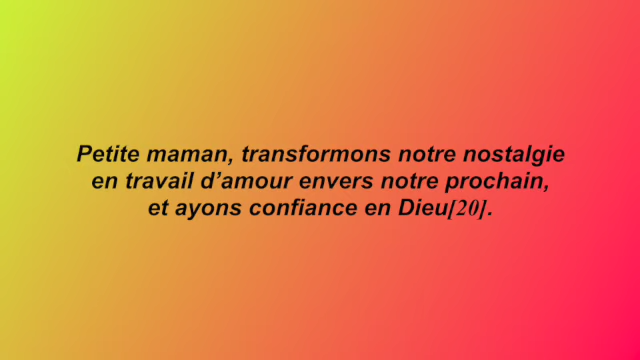 Petite maman, transformons notre nostalgie
en travail d’amour envers notre prochain,
et ayons confiance en Dieu[20].